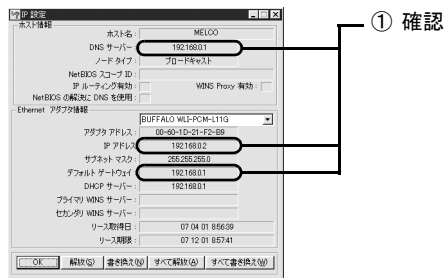 IP 設定
ホスト情報
ホスト名: MELCO
DNS サーバー: 192.168.0.1
ノード タイプ: ブロードキャスト
NetBIOS スコープ ID:
IP ルーティング有効: WINS Proxy 有効:
NetBIOS の解決に DNS を使用:
Ethernet アダプタ情報
BUFFALO WLI-PCM-L11G
アダプタ アドレス: 00-60-1D-21-F2-B9
IP アドレス 192.168.0.2
サブネット マスク: 255.255.255.0
デフォルト ゲートウェイ 192.168.0.1
DHCP サーバー: 192.168.0.1
プライマリ WINS サーバー:
セカンダリ WINS サーバー:
リース取得日: 07 04 01 8:56:39
リース期限: 07 12 01 8:57:41
OK 解放(S) 書き換え(N) すべて解放(A) すべて書き換え(W)
① 確認